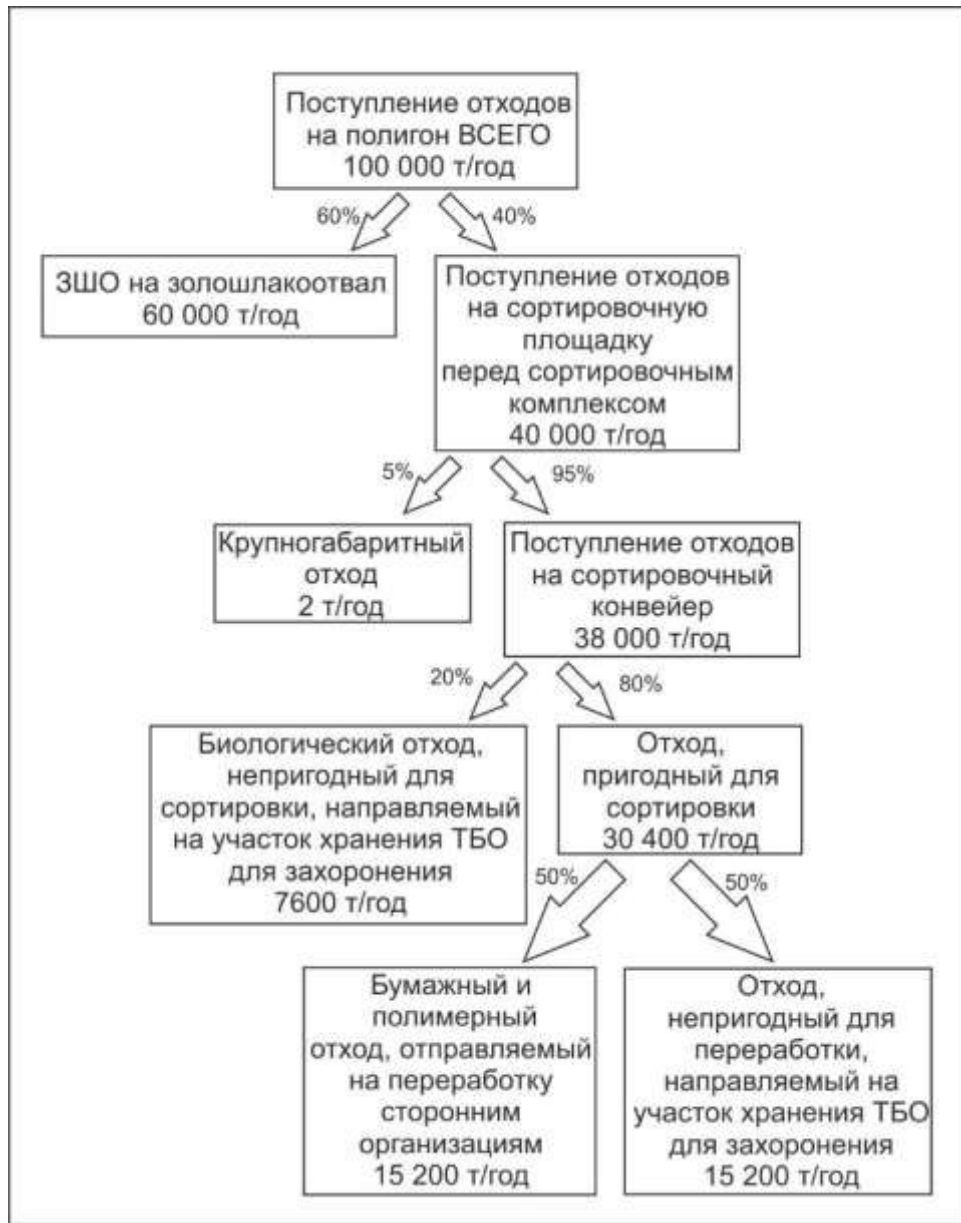 Поступление отходов
на полигон ВСЕГО
100 000 т/год
60%
40%
ЗШО на золошлакоотвал
60 000 т/год
Поступление отходов
на сортировочную
площадку
перед сортировочным
комплексом
40 000 т/год
5%
95%
Крупногабаритный
отход
2 т/год
Поступление отходов
на сортировочный
конвейер
38 000 т/год
20%
80%
Биологический отход,
непригодный для
сортировки, направляемый
на участок хранения ТБО
для захоронения
7600 т/год
Отход,
пригодный для
сортировки
30 400 т/год
50%
50%
Бумажный и
полимерный
отход, отправляемый
на переработку
сторонним
организациям
15 200 т/год
Отход,
непригодный для
переработки,
направляемый на
участок хранения ТБО
для захоронения
15 200 т/год